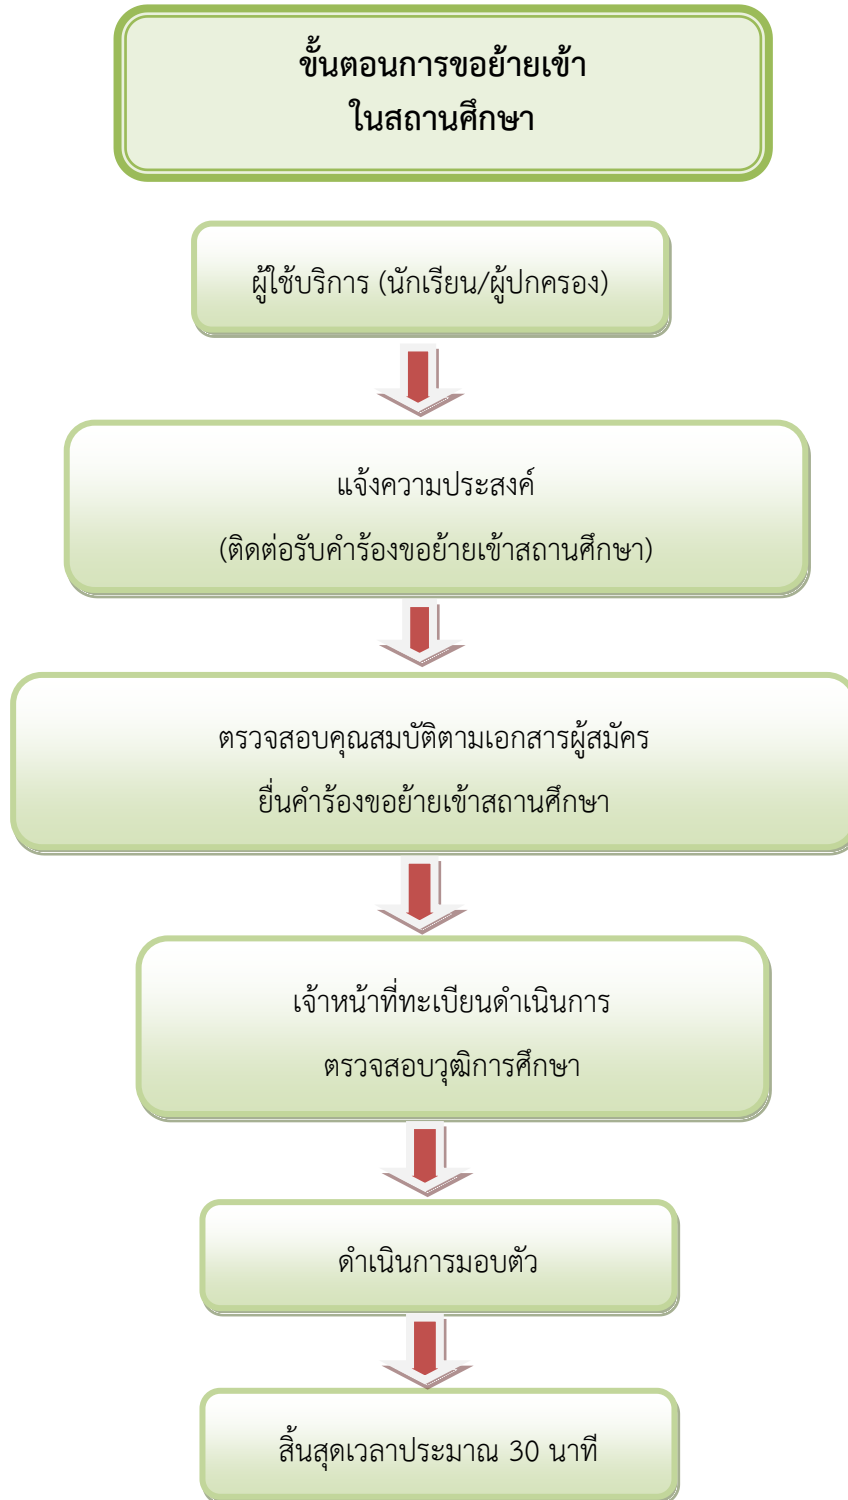 ขั้นตอนการขอย้ายเข้า
ในสถานศึกษา
ผู้ใช้บริการ (นักเรียน/ผู้ปกครอง)
แจ้งความประสงค์
(ติดต่อรับคำร้องขอย้ายเข้าสถานศึกษา)
ตรวจสอบคุณสมบัติตามเอกสารผู้สมัคร
ยื่นคำร้องขอย้ายเข้าสถานศึกษา
เจ้าหน้าที่ทะเบียนดำเนินการ
ตรวจสอบวุฒิการศึกษา
ดำเนินการมอบตัว
สิ้นสุดเวลาประมาณ 30 นาที